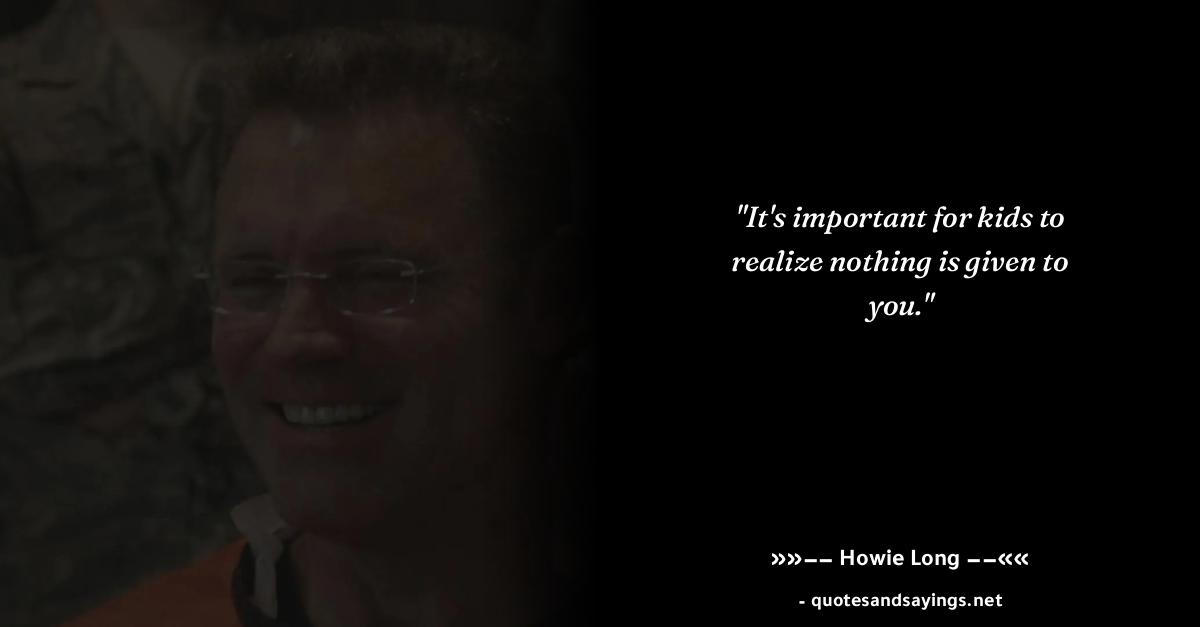 "It's important for kids to
realize nothing is given to
you."
»»−− Howie Long −−««
- quotesandsayings.net